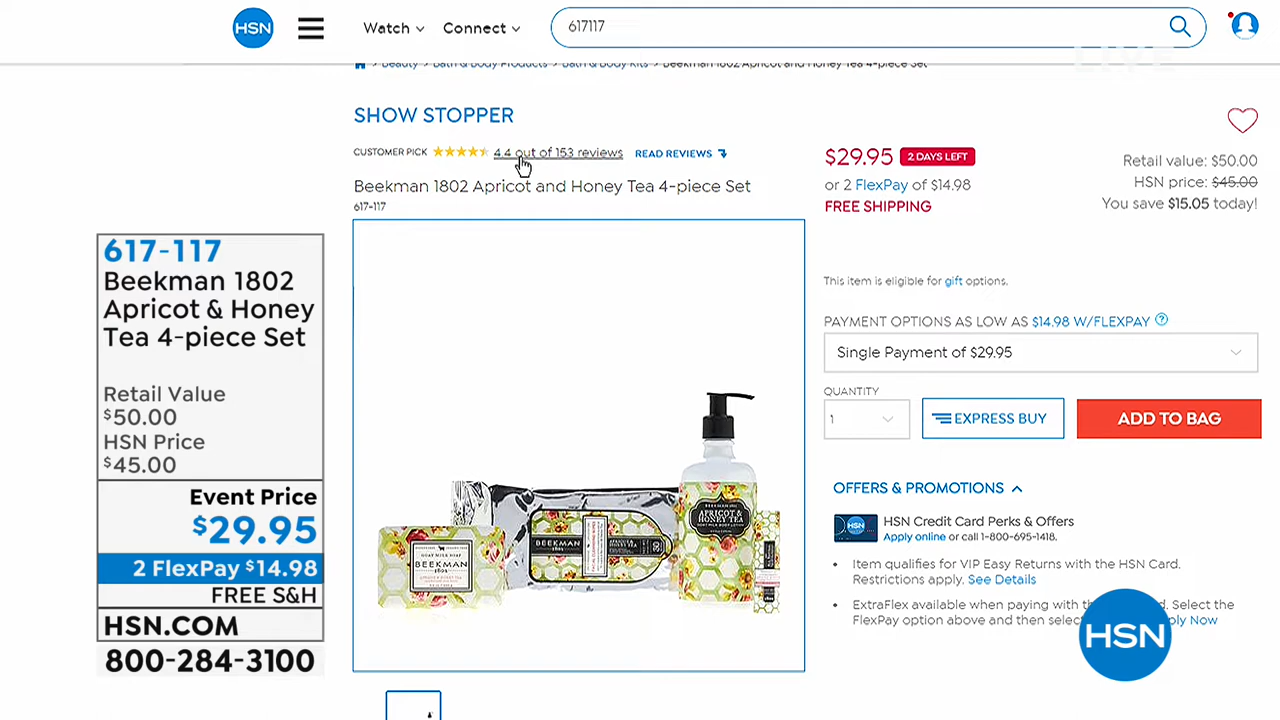 HSN
Watch
Connect
617117
LIVE
Beauty > Bath & Body Products > Bath & Body Kits > Beekman 1802 Apricot and Honey Tea 4-piece Set
SHOW STOPPER
CUSTOMER PICK 4.4 out of 153 reviews READ REVIEWS
Beekman 1802 Apricot and Honey Tea 4-piece Set
617-117
$29.95 2 DAYS LEFT
or 2 FlexPay of $14.98
FREE SHIPPING
Retail value: $50.00
HSN price: $45.00
You save $15.05 today!
This item is eligible for gift options.
PAYMENT OPTIONS AS LOW AS $14.98 W/FLEXPAY ?
Single Payment of $29.95
QUANTITY
1
EXPRESS BUY
ADD TO BAG
OFFERS & PROMOTIONS
HSN
HSN Credit Card Perks & Offers
Apply online or call 1-800-695-1418.
• Item qualifies for VIP Easy Returns with the HSN Card.
Restrictions apply. See Details
• ExtraFlex available when paying with Select the
FlexPay option above and then Now
HSN
617-117
Beekman 1802
Apricot & Honey
Tea 4-piece Set
Retail Value
$50.00
HSN Price
$45.00
Event Price
$29.95
2 FlexPay $14.98
FREE S&H
HSN.COM
800-284-3100
BEEKMAN
1802
BEEKMAN
1802
APRICOT &
HONEY TEA